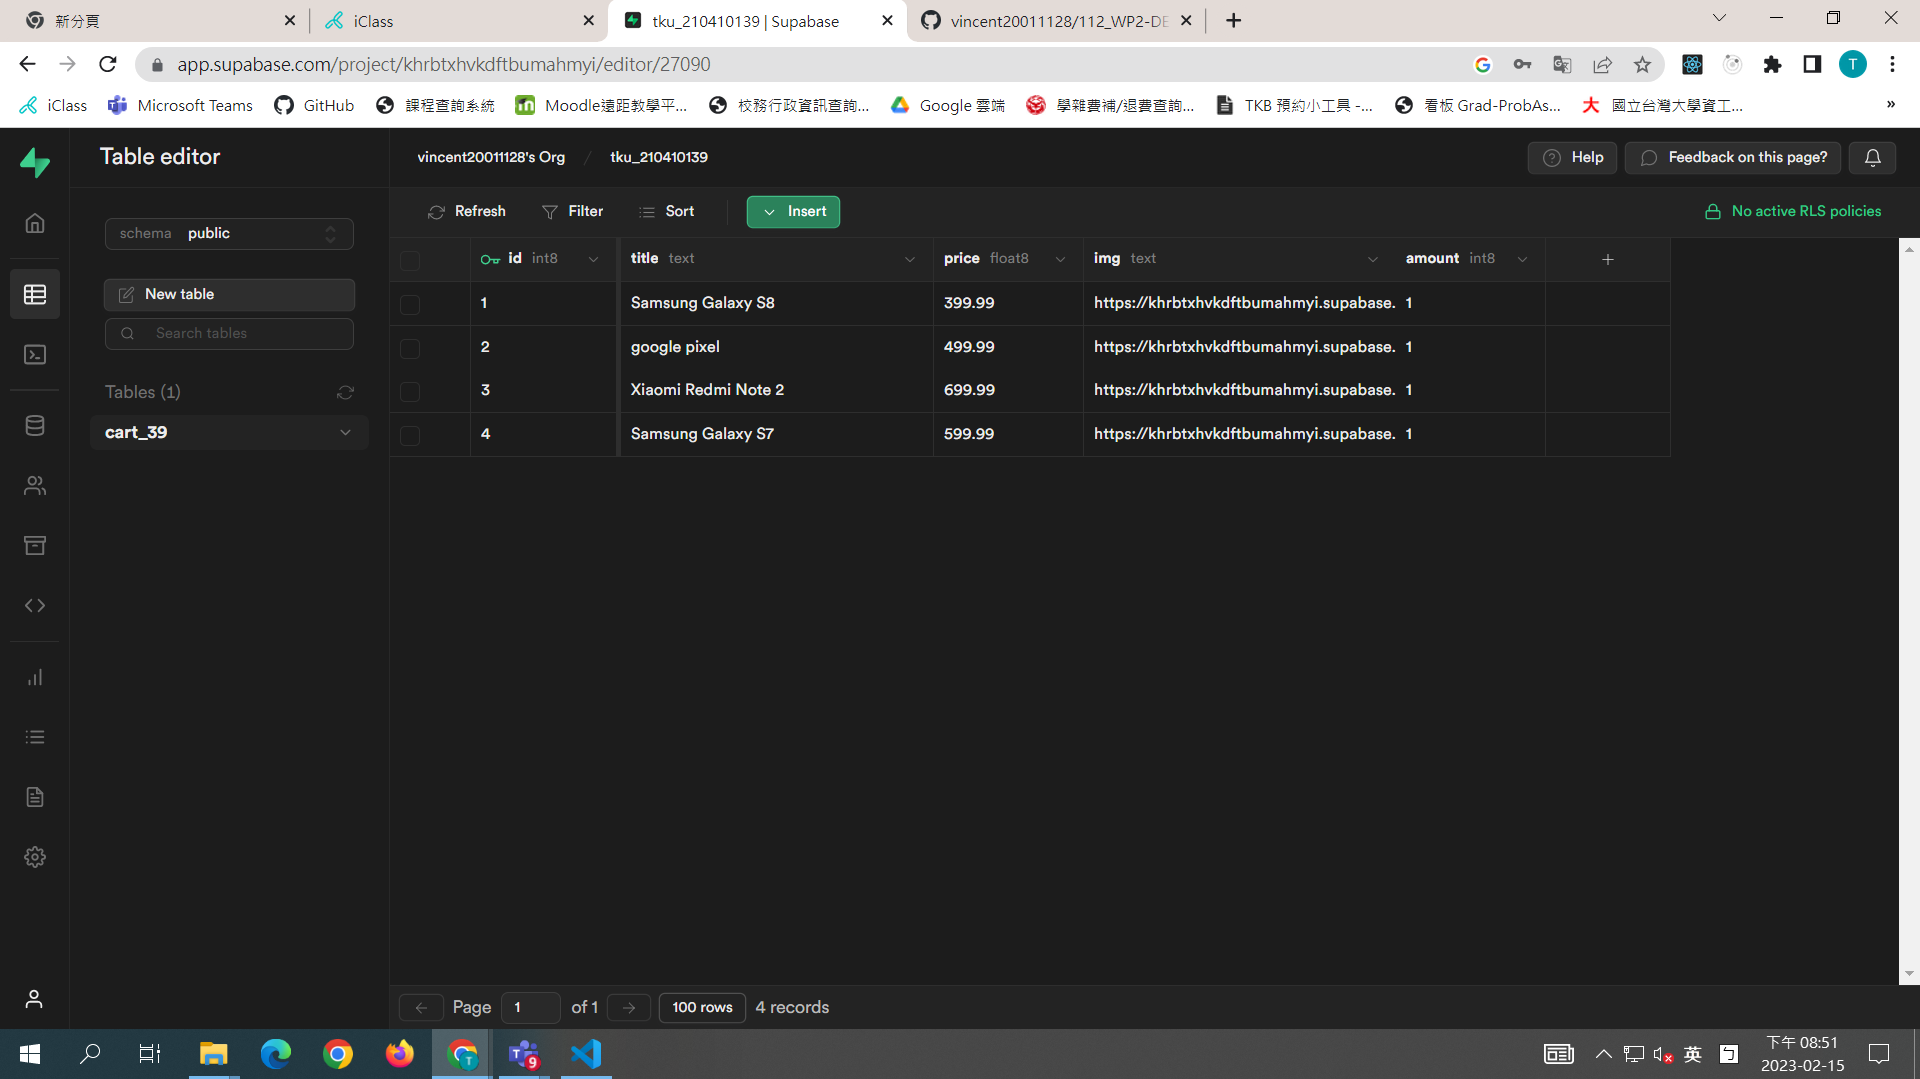 新分頁
iClass
tku_210410139 | Supabase
vincent20011128/112_WP2-DE
app.supabase.com/project/khrbtxhvkdftbumahmyi/editor/27090
T
iClass
Microsoft Teams
GitHub
課程查詢系統
Moodle遠距教學平...
校務行政資訊查詢...
Google 雲端
學雜費補/退費查詢...
TKB 預約小工具 -...
看板 Grad-ProbAs...
大 國立台灣大學資工...
»
Table editor
vincent20011128's Org / tku_210410139
Help
Feedback on this page?
schema public
Refresh Filter Sort Insert
No active RLS policies
New table
Search tables
Tables (1)
cart_39
id int8 title text price float8 img text amount int8 +
1 Samsung Galaxy S8 399.99 https://khrbtxhvkdftbumahmyi.supabase. 1
2 google pixel 499.99 https://khrbtxhvkdftbumahmyi.supabase. 1
3 Xiaomi Redmi Note 2 699.99 https://khrbtxhvkdftbumahmyi.supabase. 1
4 Samsung Galaxy S7 599.99 https://khrbtxhvkdftbumahmyi.supabase. 1
Page 1 of 1 100 rows 4 records
T
9
英
ㄅ
下午 08:51
2023-02-15